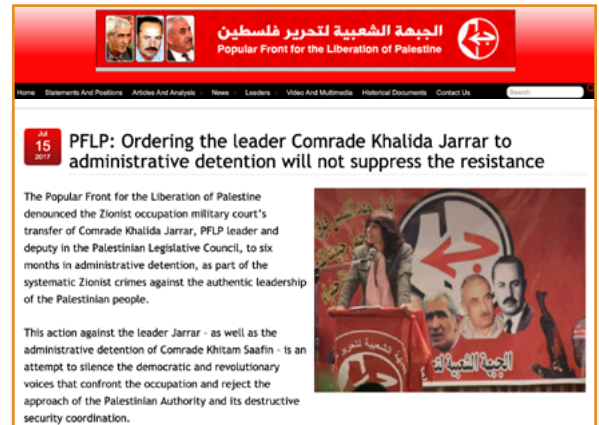 الجبهة الشعبية لتحرير فلسطين
Popular Front for the Liberation of Palestine
Home Statements And Positions Articles And Analysis News Leaders Video And Multimedia Historical Documents Contact Us Search
Jul
15
2017
PFLP: Ordering the leader Comrade Khalida Jarrar to
administrative detention will not suppress the resistance
The Popular Front for the Liberation of Palestine
denounced the Zionist occupation military court's
transfer of Comrade Khalida Jarrar, PFLP leader and
deputy in the Palestinian Legislative Council, to six
months in administrative detention, as part of the
systematic Zionist crimes against the authentic leadership
of the Palestinian people.
This action against the leader Jarrar - as well as the
administrative detention of Comrade Khitam Saafin - is an
attempt to silence the democratic and revolutionary
voices that confront the occupation and reject the
approach of the Palestinian Authority and its destructive
security coordination.
الجبهة الشعبية